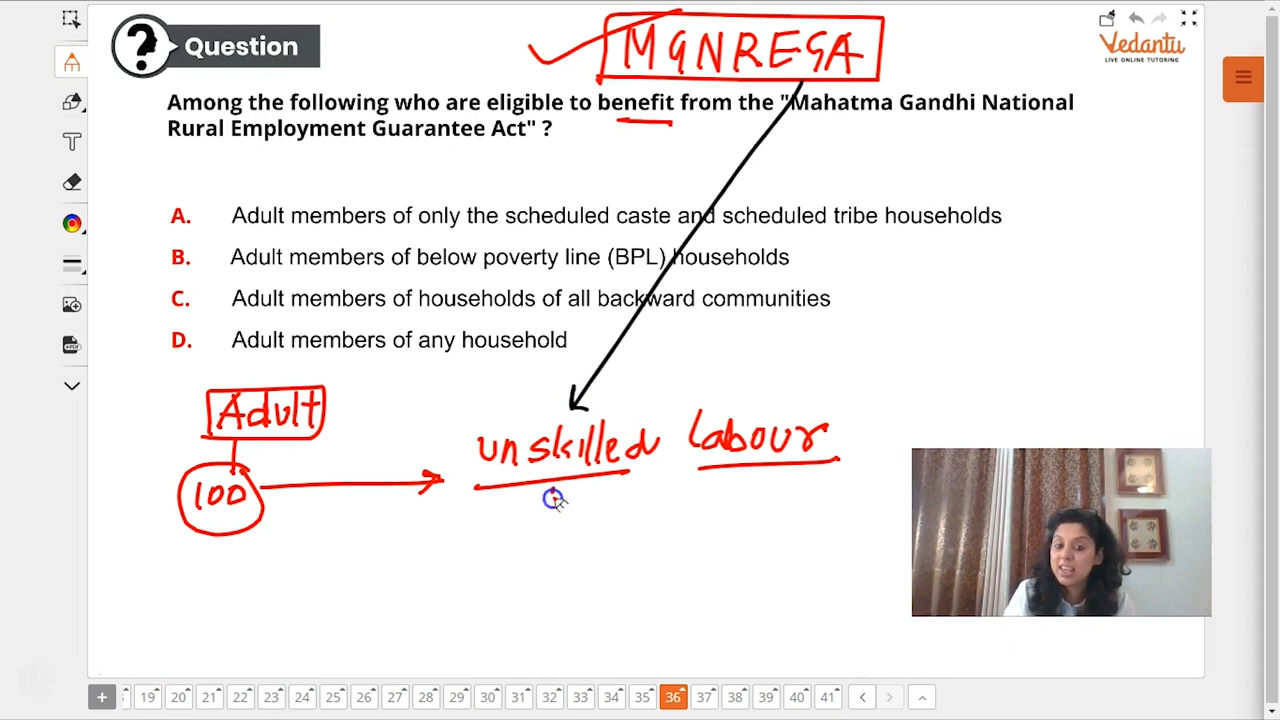 MGNREGA
Question
Vedantu
LIVE ONLINE TUTORING
Among the following who are eligible to benefit from the "Mahatma Gandhi National
Rural Employment Guarantee Act" ?
A. Adult members of only the scheduled caste and scheduled tribe households
B. Adult members of below poverty line (BPL) households
C. Adult members of households of all backward communities
D. Adult members of any household
Adult
unskilled labour
100
19 20 21 22 23 24 25 26 27 28 29 30 31 32 33 34 35 36 37 38 39 40 41